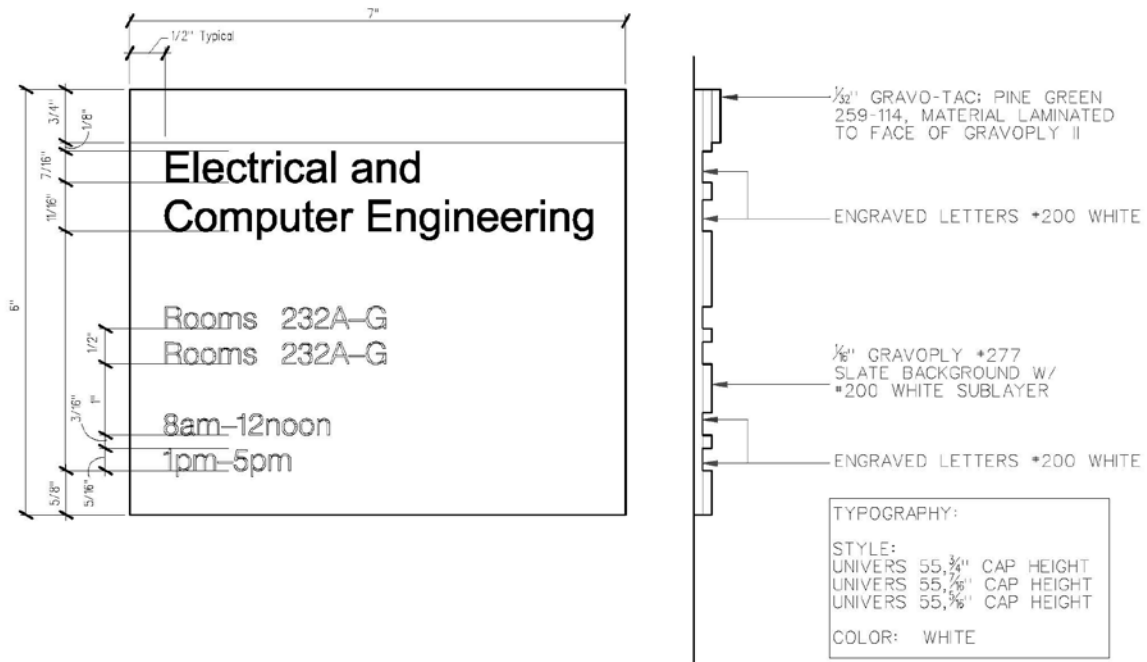 7"
1/2" Typical
3/4"
1/8"
7/16"
11/16"
6"
1/2"
1"
3/16"
5/16"
5/8"
Electrical and
Computer Engineering
Rooms 232A–G
Rooms 232A–G
8am–12noon
1pm–5pm
1/32" GRAVO-TAC: PINE GREEN
259-114, MATERIAL LAMINATED
TO FACE OF GRAVOPLY II
ENGRAVED LETTERS #200 WHITE
1/16" GRAVOPLY #277
SLATE BACKGROUND W/
#200 WHITE SUBLAYER
ENGRAVED LETTERS #200 WHITE
TYPOGRAPHY:
STYLE:
UNIVERS 55, 3/4" CAP HEIGHT
UNIVERS 55, 7/16" CAP HEIGHT
UNIVERS 55, 5/16" CAP HEIGHT
COLOR: WHITE